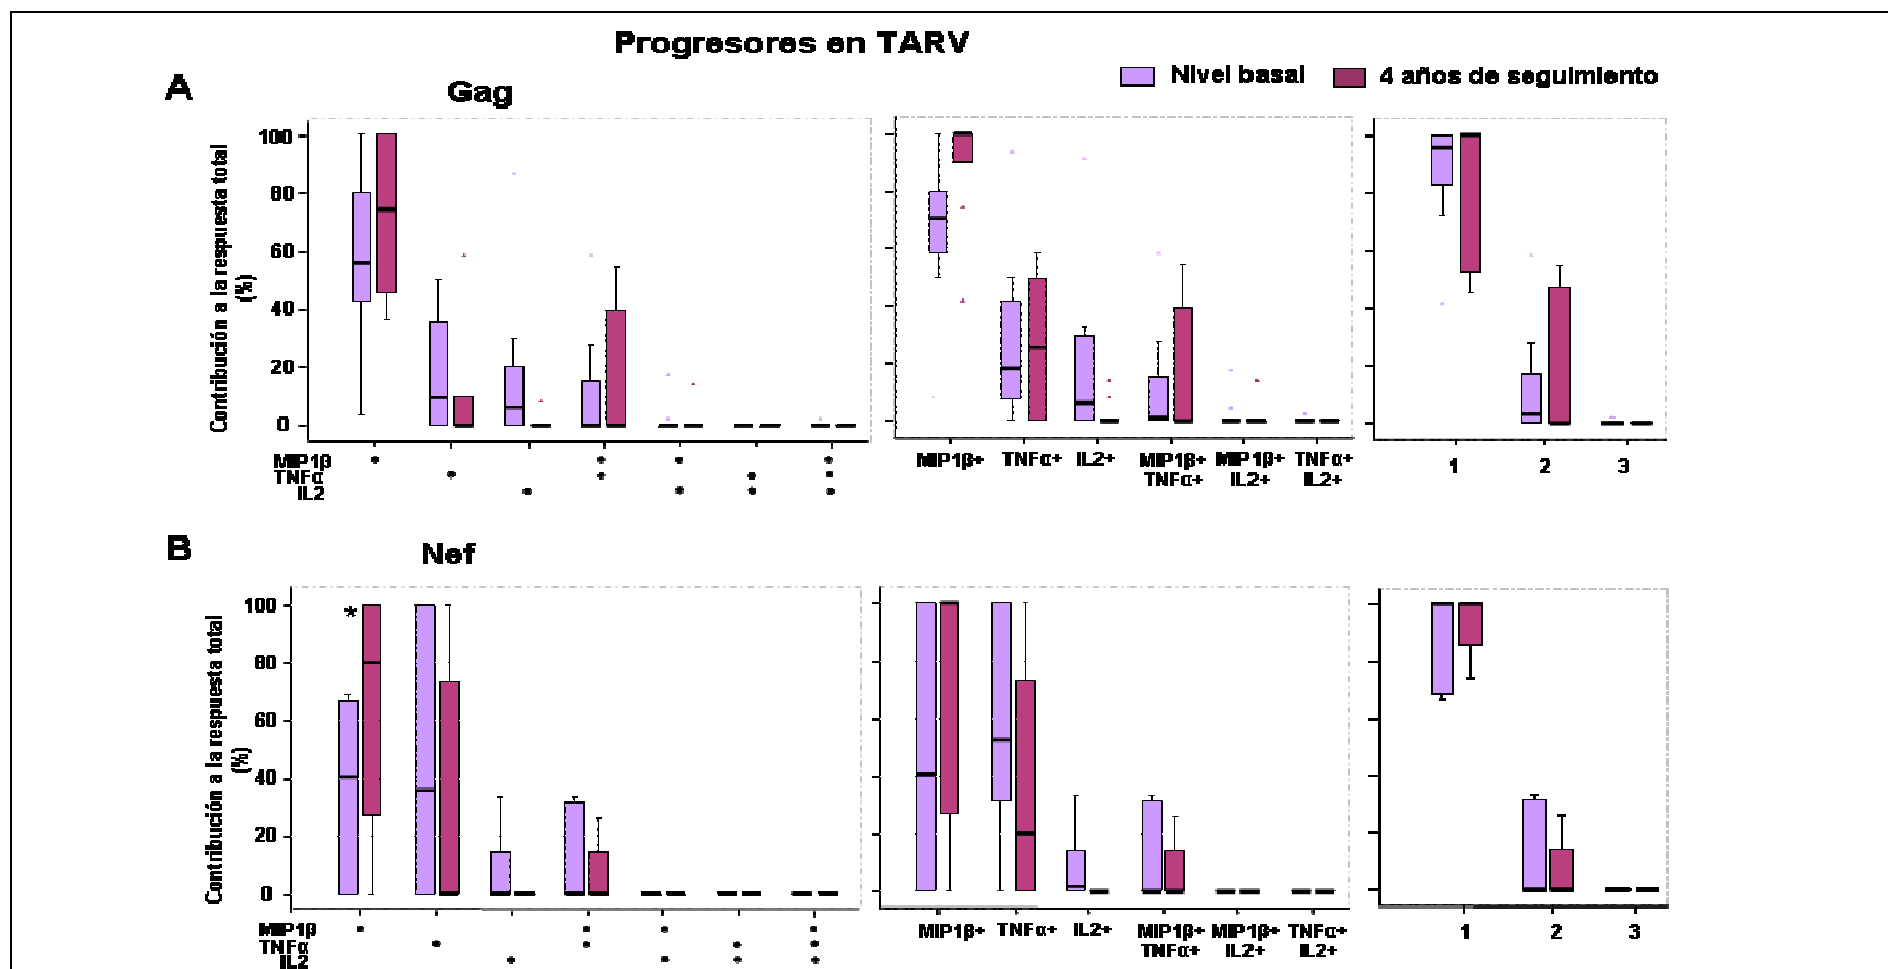 Progresores en TARV
Nivel basal
4 años de seguimiento
A
Gag
Contribución a la respuesta total
(%)
100
80
60
40
20
0
MIP1β
TNFα
IL2
MIP1β+
TNFα+
IL2+
MIP1β+
TNFα+
MIP1β+
IL2+
TNFα+
IL2+
1
2
3
B
Nef
*
Contribución a la respuesta total
(%)
100
80
60
40
20
0
MIP1β
TNFα
IL2
MIP1β+
TNFα+
IL2+
MIP1β+
TNFα+
MIP1β+
IL2+
TNFα+
IL2+
1
2
3